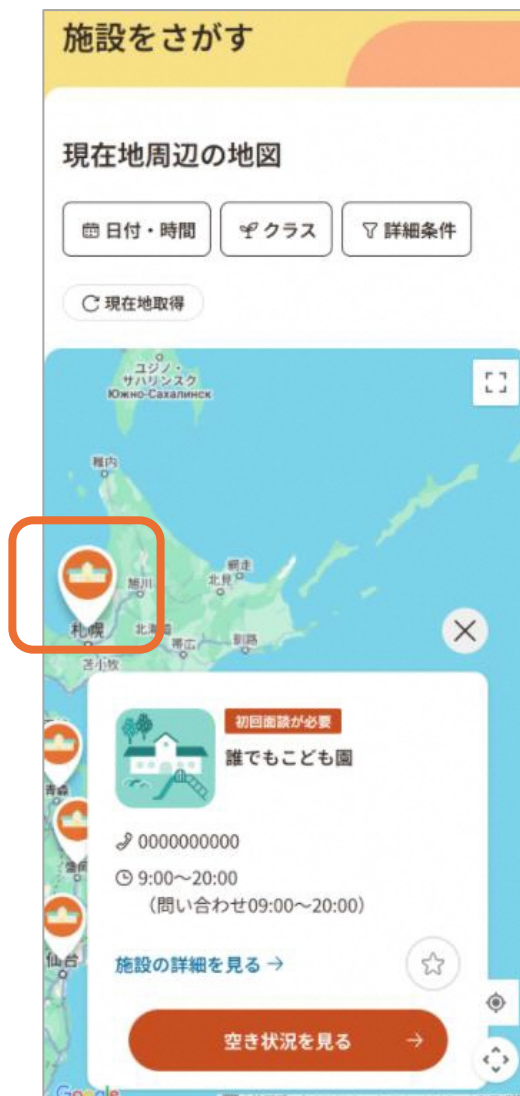 施設をさがす
現在地周辺の地図
日付・時間
クラス
詳細条件
現在地取得
ユジノ・
サハリンスク
Южно-Сахалинск
稚内
網走
北見
旭川
札幌
北海道
帯広
釧路
苫小牧
初回面談が必要
誰でもこども園
青森
0000000000
盛岡
9:00～20:00
（問い合わせ09:00～20:00）
仙台
施設の詳細を見る→
空き状況を見る →
Google